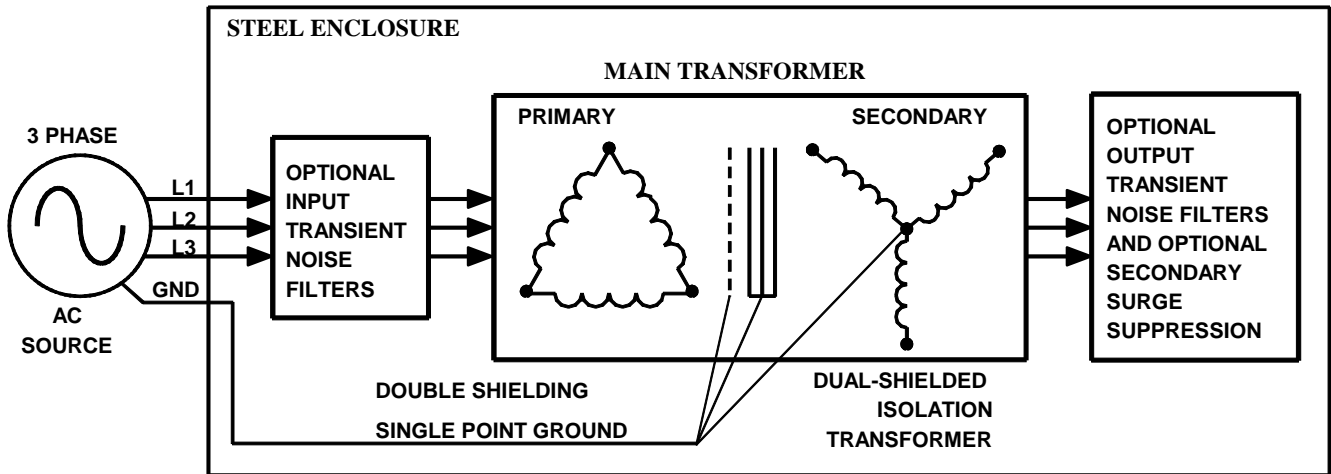 STEEL ENCLOSURE
MAIN TRANSFORMER
3 PHASE
L1
L2
L3
GND
AC
SOURCE
OPTIONAL
INPUT
TRANSIENT
NOISE
FILTERS
PRIMARY
SECONDARY
OPTIONAL
OUTPUT
TRANSIENT
NOISE FILTERS
AND OPTIONAL
SECONDARY
SURGE
SUPPRESSION
DOUBLE SHIELDING
SINGLE POINT GROUND
DUAL-SHIELDED
ISOLATION
TRANSFORMER